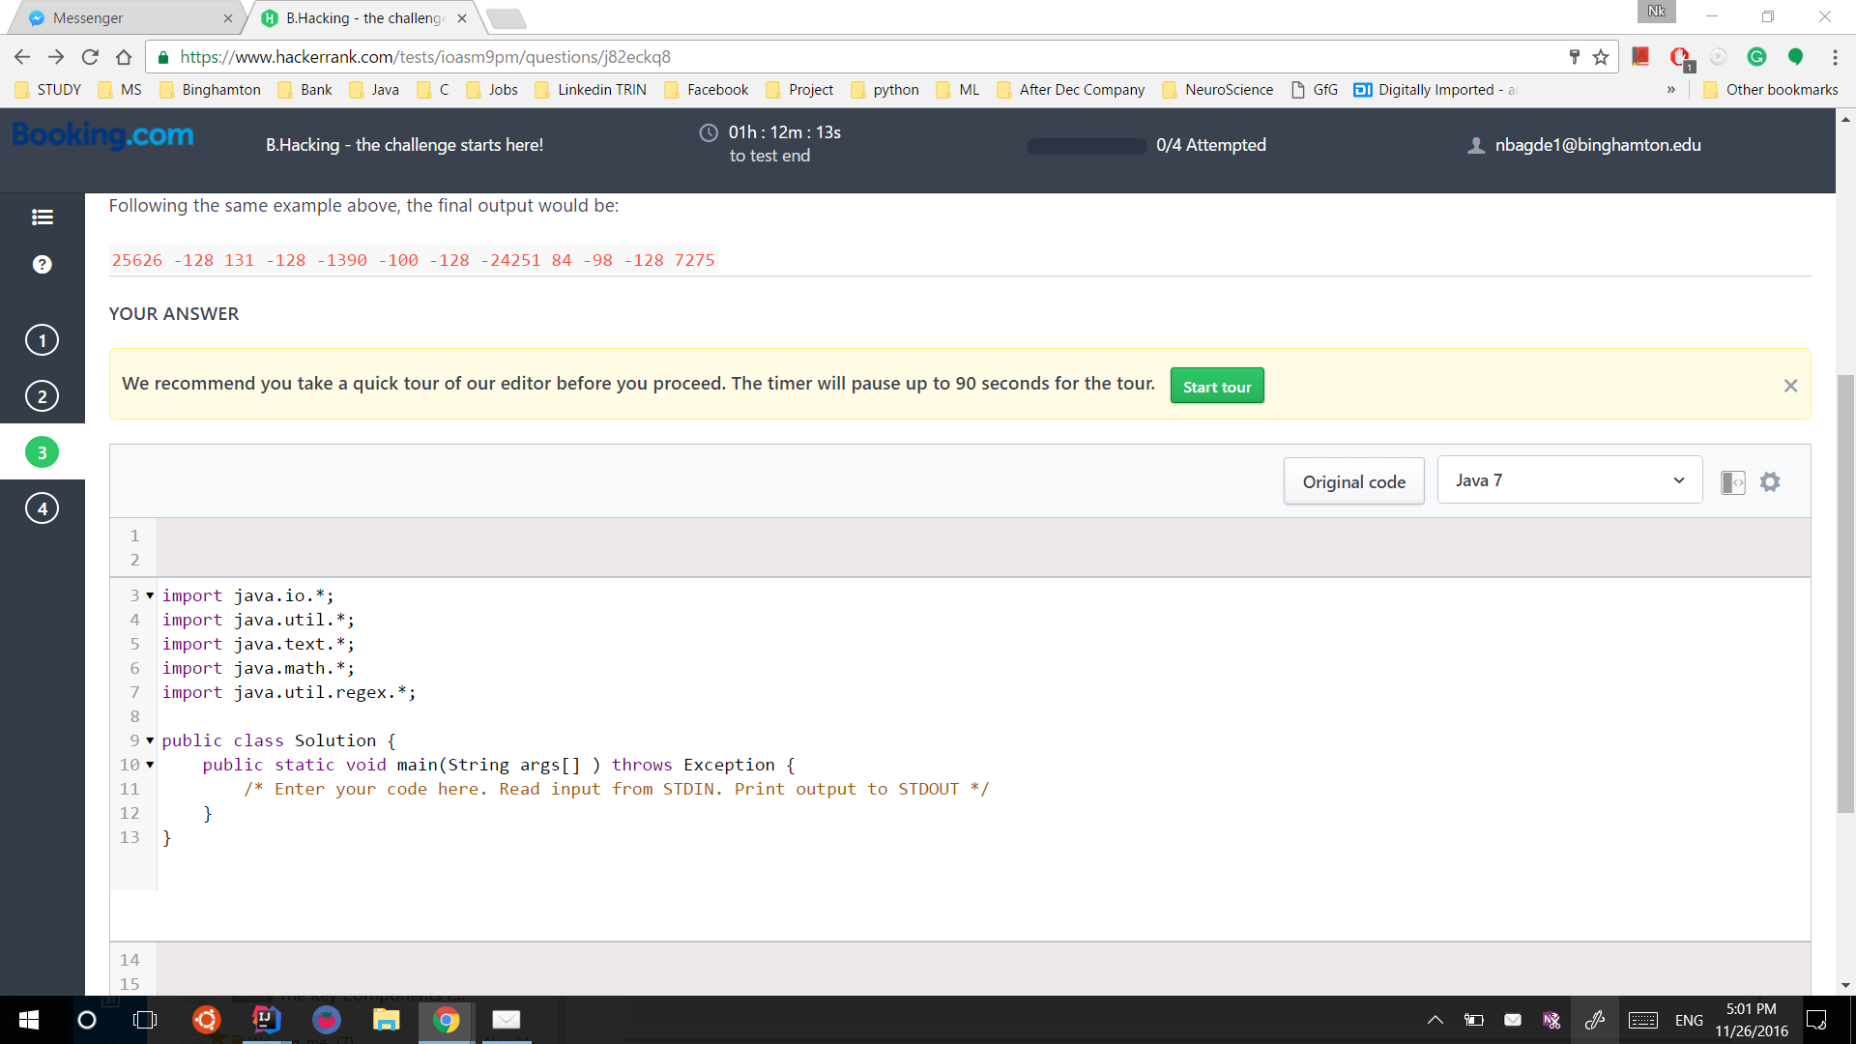 Messenger
B.Hacking - the challeng
Nk
https://www.hackerrank.com/tests/ioasm9pm/questions/j82eckq8
1
STUDY MS Binghamton Bank Java C Jobs Linkedin TRIN Facebook Project python ML After Dec Company NeuroScience GfG DI Digitally Imported - » Other bookmarks
Booking.com
B.Hacking - the challenge starts here!
01h : 12m : 13s
to test end
0/4 Attempted
nbagde1@binghamton.edu
Following the same example above, the final output would be:
?
25626 -128 131 -128 -1390 -100 -128 -24251 84 -98 -128 7275
YOUR ANSWER
1
We recommend you take a quick tour of our editor before you proceed. The timer will pause up to 90 seconds for the tour. Start tour
2
3
Original code Java 7
4
1
2
3 import java.io.*;
4 import java.util.*;
5 import java.text.*;
6 import java.math.*;
7 import java.util.regex.*;
8
9 public class Solution {
10 public static void main(String args[] ) throws Exception {
11 /* Enter your code here. Read input from STDIN. Print output to STDOUT */
12 }
13 }
14
15
31
IJ
ENG
5:01 PM
11/26/2016